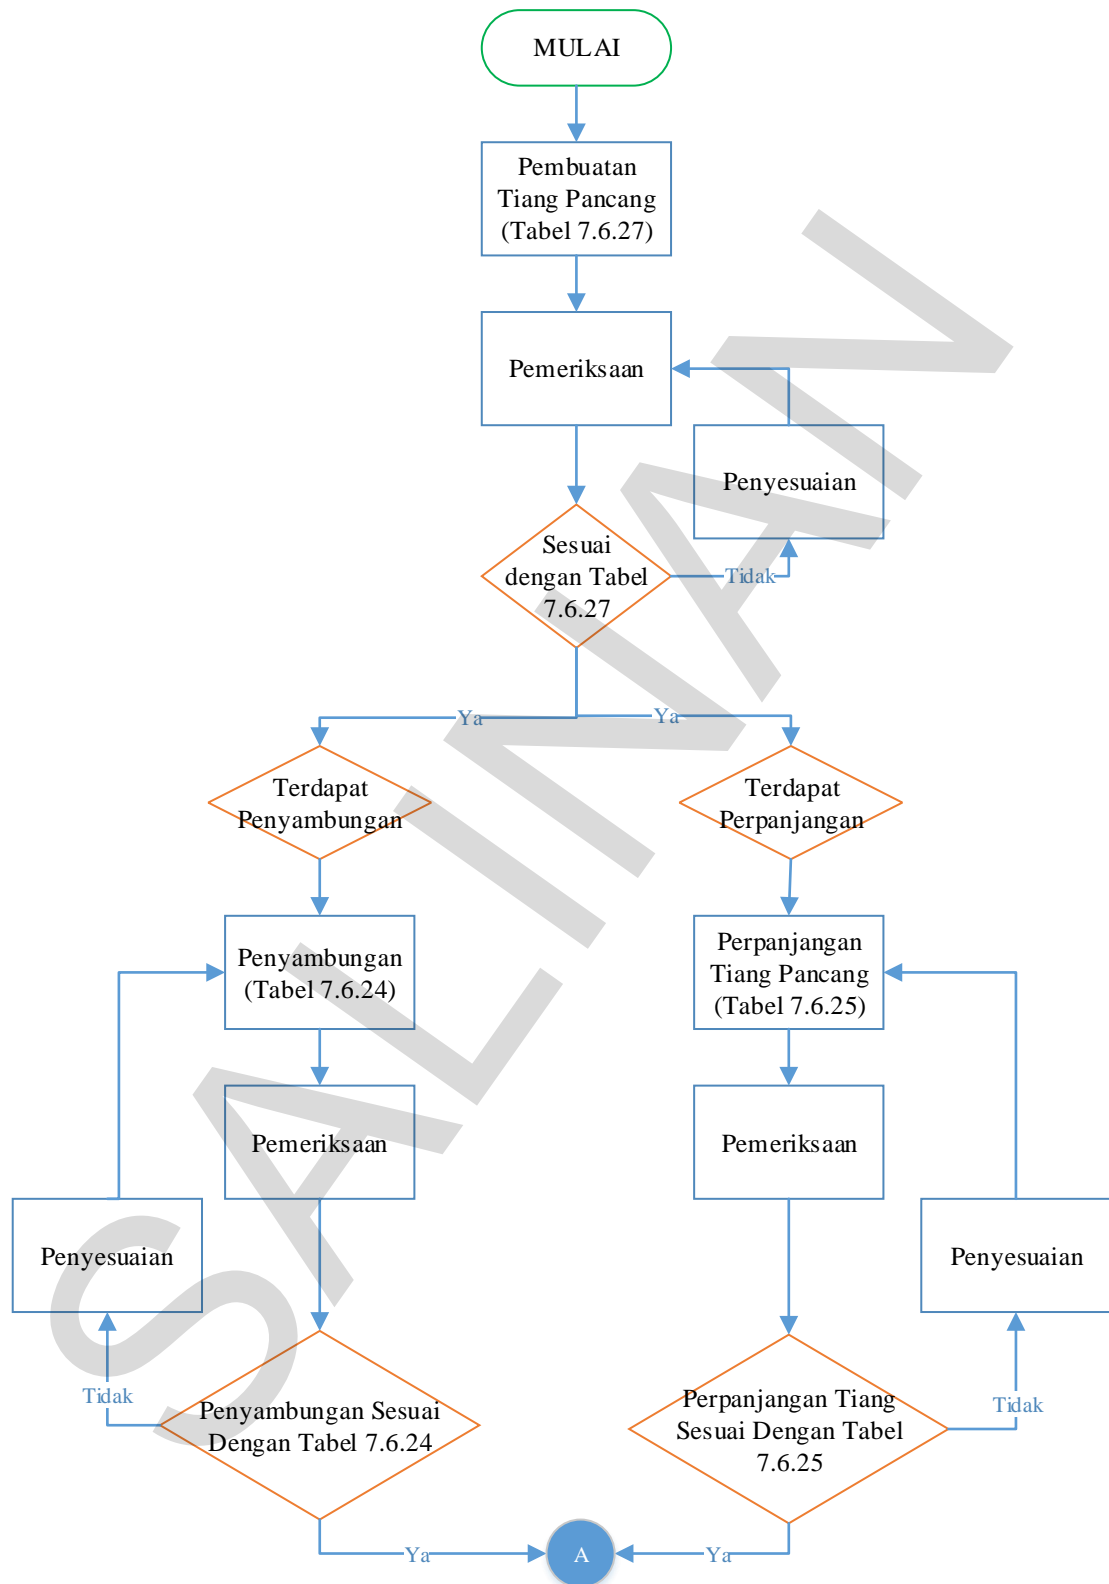 MULAI
Pembuatan
Tiang Pancang
(Tabel 7.6.27)
Pemeriksaan
Penyesuaian
Sesuai
dengan Tabel
7.6.27
Tidak
Ya
Ya
Terdapat
Penyambungan
Terdapat
Perpanjangan
Penyambungan
(Tabel 7.6.24)
Perpanjangan
Tiang Pancang
(Tabel 7.6.25)
Pemeriksaan
Pemeriksaan
Penyesuaian
Penyesuaian
Tidak
Penyambungan Sesuai
Dengan Tabel 7.6.24
Perpanjangan Tiang
Sesuai Dengan Tabel
7.6.25
Tidak
Ya
A
Ya
SALINAN